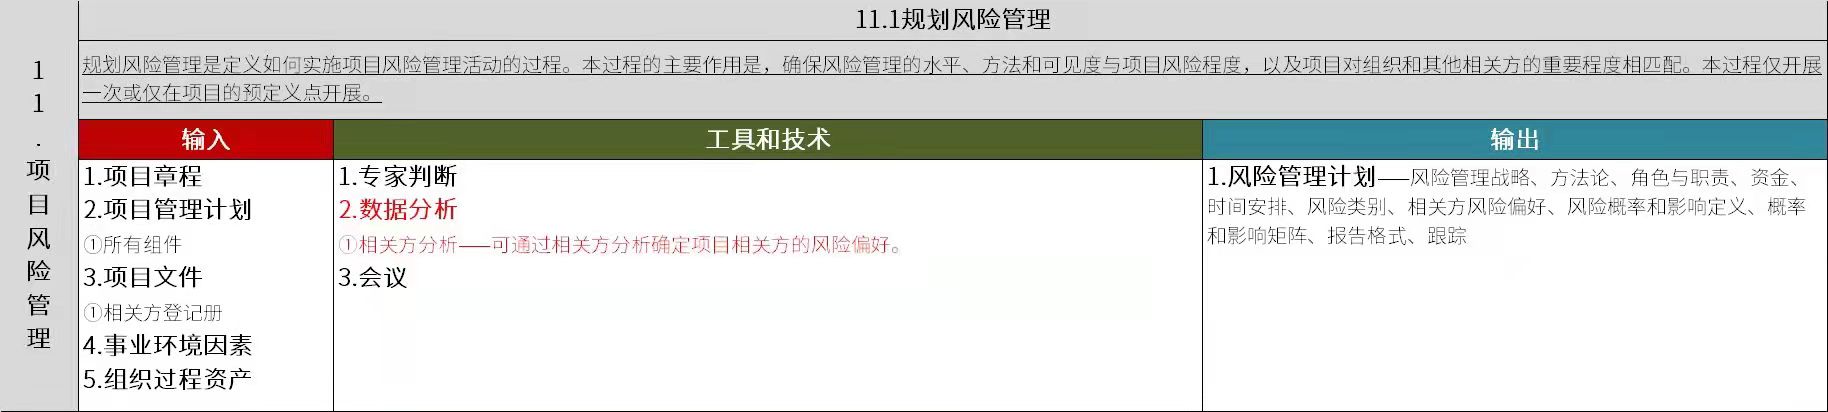 11.项目风险管理
11.1规划风险管理
规划风险管理是定义如何实施项目风险管理活动的过程。本过程的主要作用是，确保风险管理的水平、方法和可见度与项目风险程度，以及项目对组织和其他相关方的重要程度相匹配。本过程仅开展
一次或仅在项目的预定义点开展。
输入
1.项目章程
2.项目管理计划
①所有组件
3.项目文件
①相关方登记册
4.事业环境因素
5.组织过程资产
工具和技术
1.专家判断
2.数据分析
①相关方分析——可通过相关方分析确定项目相关方的风险偏好。
3.会议
输出
1.风险管理计划——风险管理战略、方法论、角色与职责、资金、
时间安排、风险类别、相关方风险偏好、风险概率和影响定义、概率
和影响矩阵、报告格式、跟踪